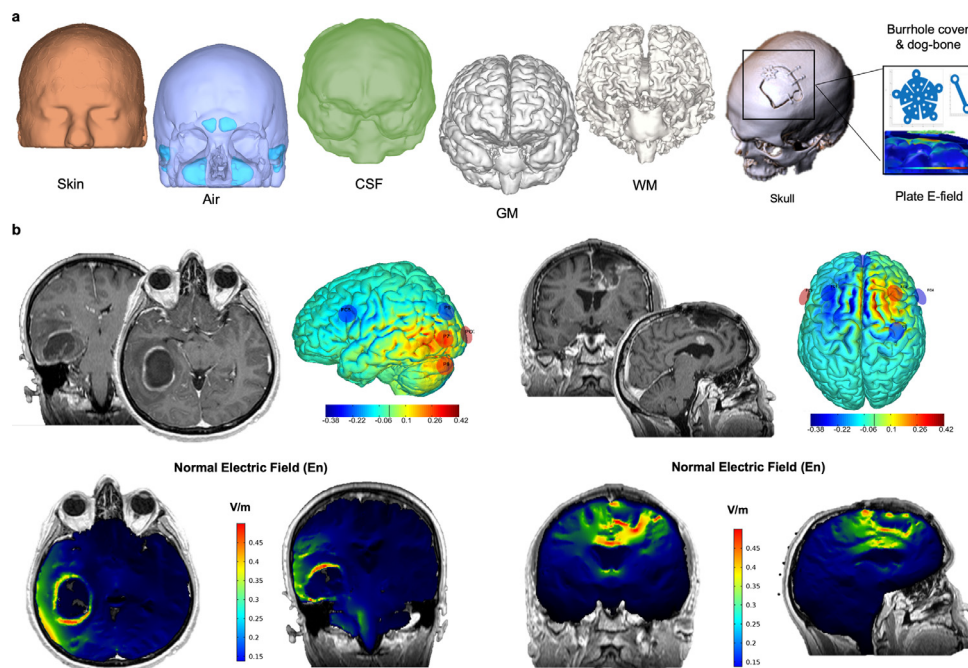 a
Burrhole cover
& dog-bone
Skin
Air
CSF
GM
WM
Skull
Plate E-field
b
-0.38 -0.22 -0.06 0.10 0.26 0.42
-0.38 -0.22 -0.06 0.10 0.26 0.42
Normal Electric Field (En)
Normal Electric Field (En)
V/m
0.45
0.4
0.35
0.3
0.25
0.2
0.15
V/m
0.45
0.4
0.35
0.3
0.25
0.2
0.15